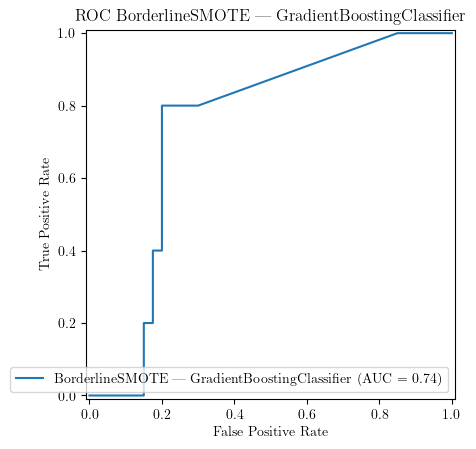 ROC BorderlineSMOTE — GradientBoostingClassifier
1.0
0.8
0.6
0.4
0.2
0.0
True Positive Rate
BorderlineSMOTE — GradientBoostingClassifier (AUC = 0.74)
0.0 0.2 0.4 0.6 0.8 1.0
False Positive Rate